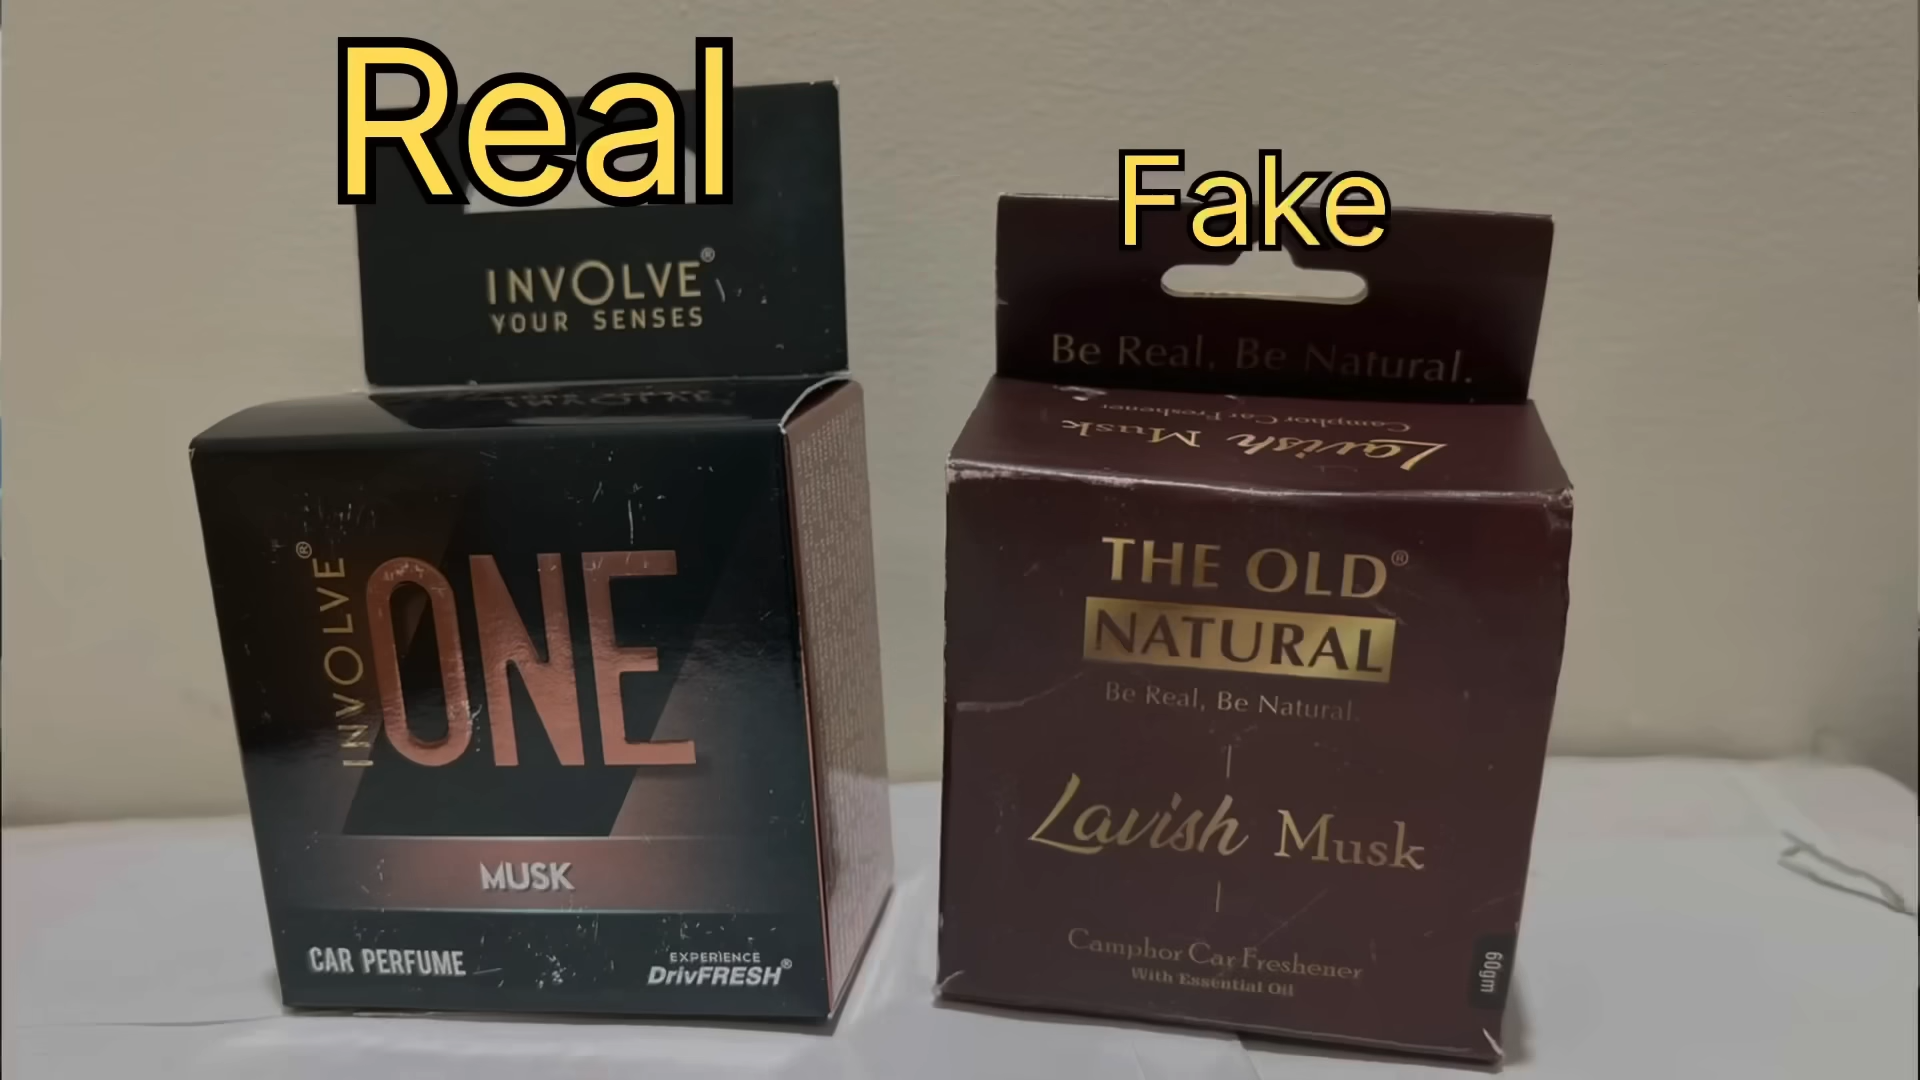 Real
INVOLVE®
YOUR SENSES
INVOLVE®
ONE
MUSK
CAR PERFUME
EXPERIENCE
DrivFRESH®
Fake
Be Real, Be Natural.
Lavish Musk
Camphor Car Freshener
THE OLD®
NATURAL
Be Real, Be Natural.
Lavish Musk
Camphor Car Freshener
With Essential Oil
60gm